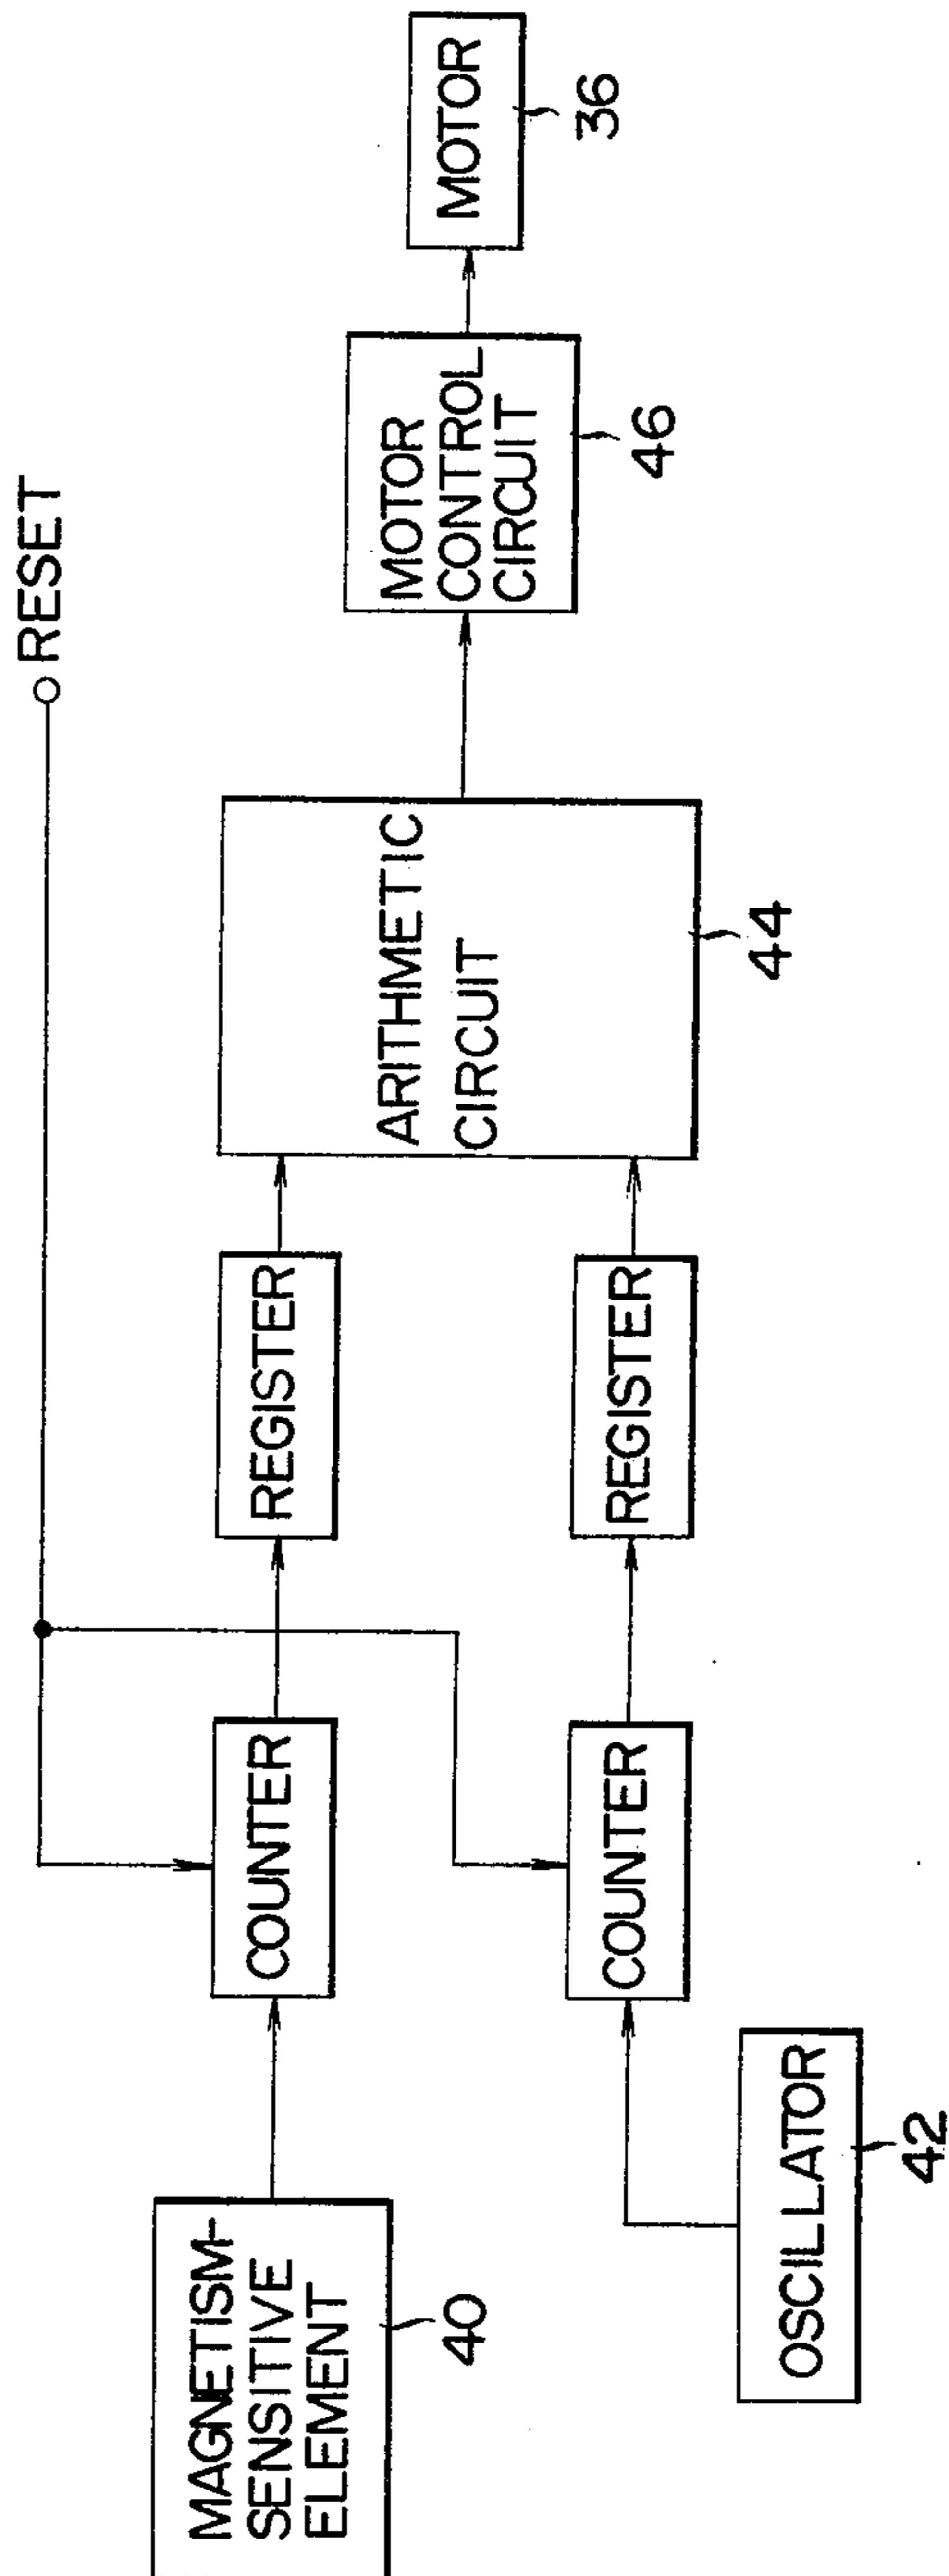 RESET
MAGNETISM-
SENSITIVE
ELEMENT
40
COUNTER
REGISTER
ARITHMETIC
CIRCUIT
44
MOTOR
CONTROL
CIRCUIT
46
MOTOR
36
OSCILLATOR
42
COUNTER
REGISTER